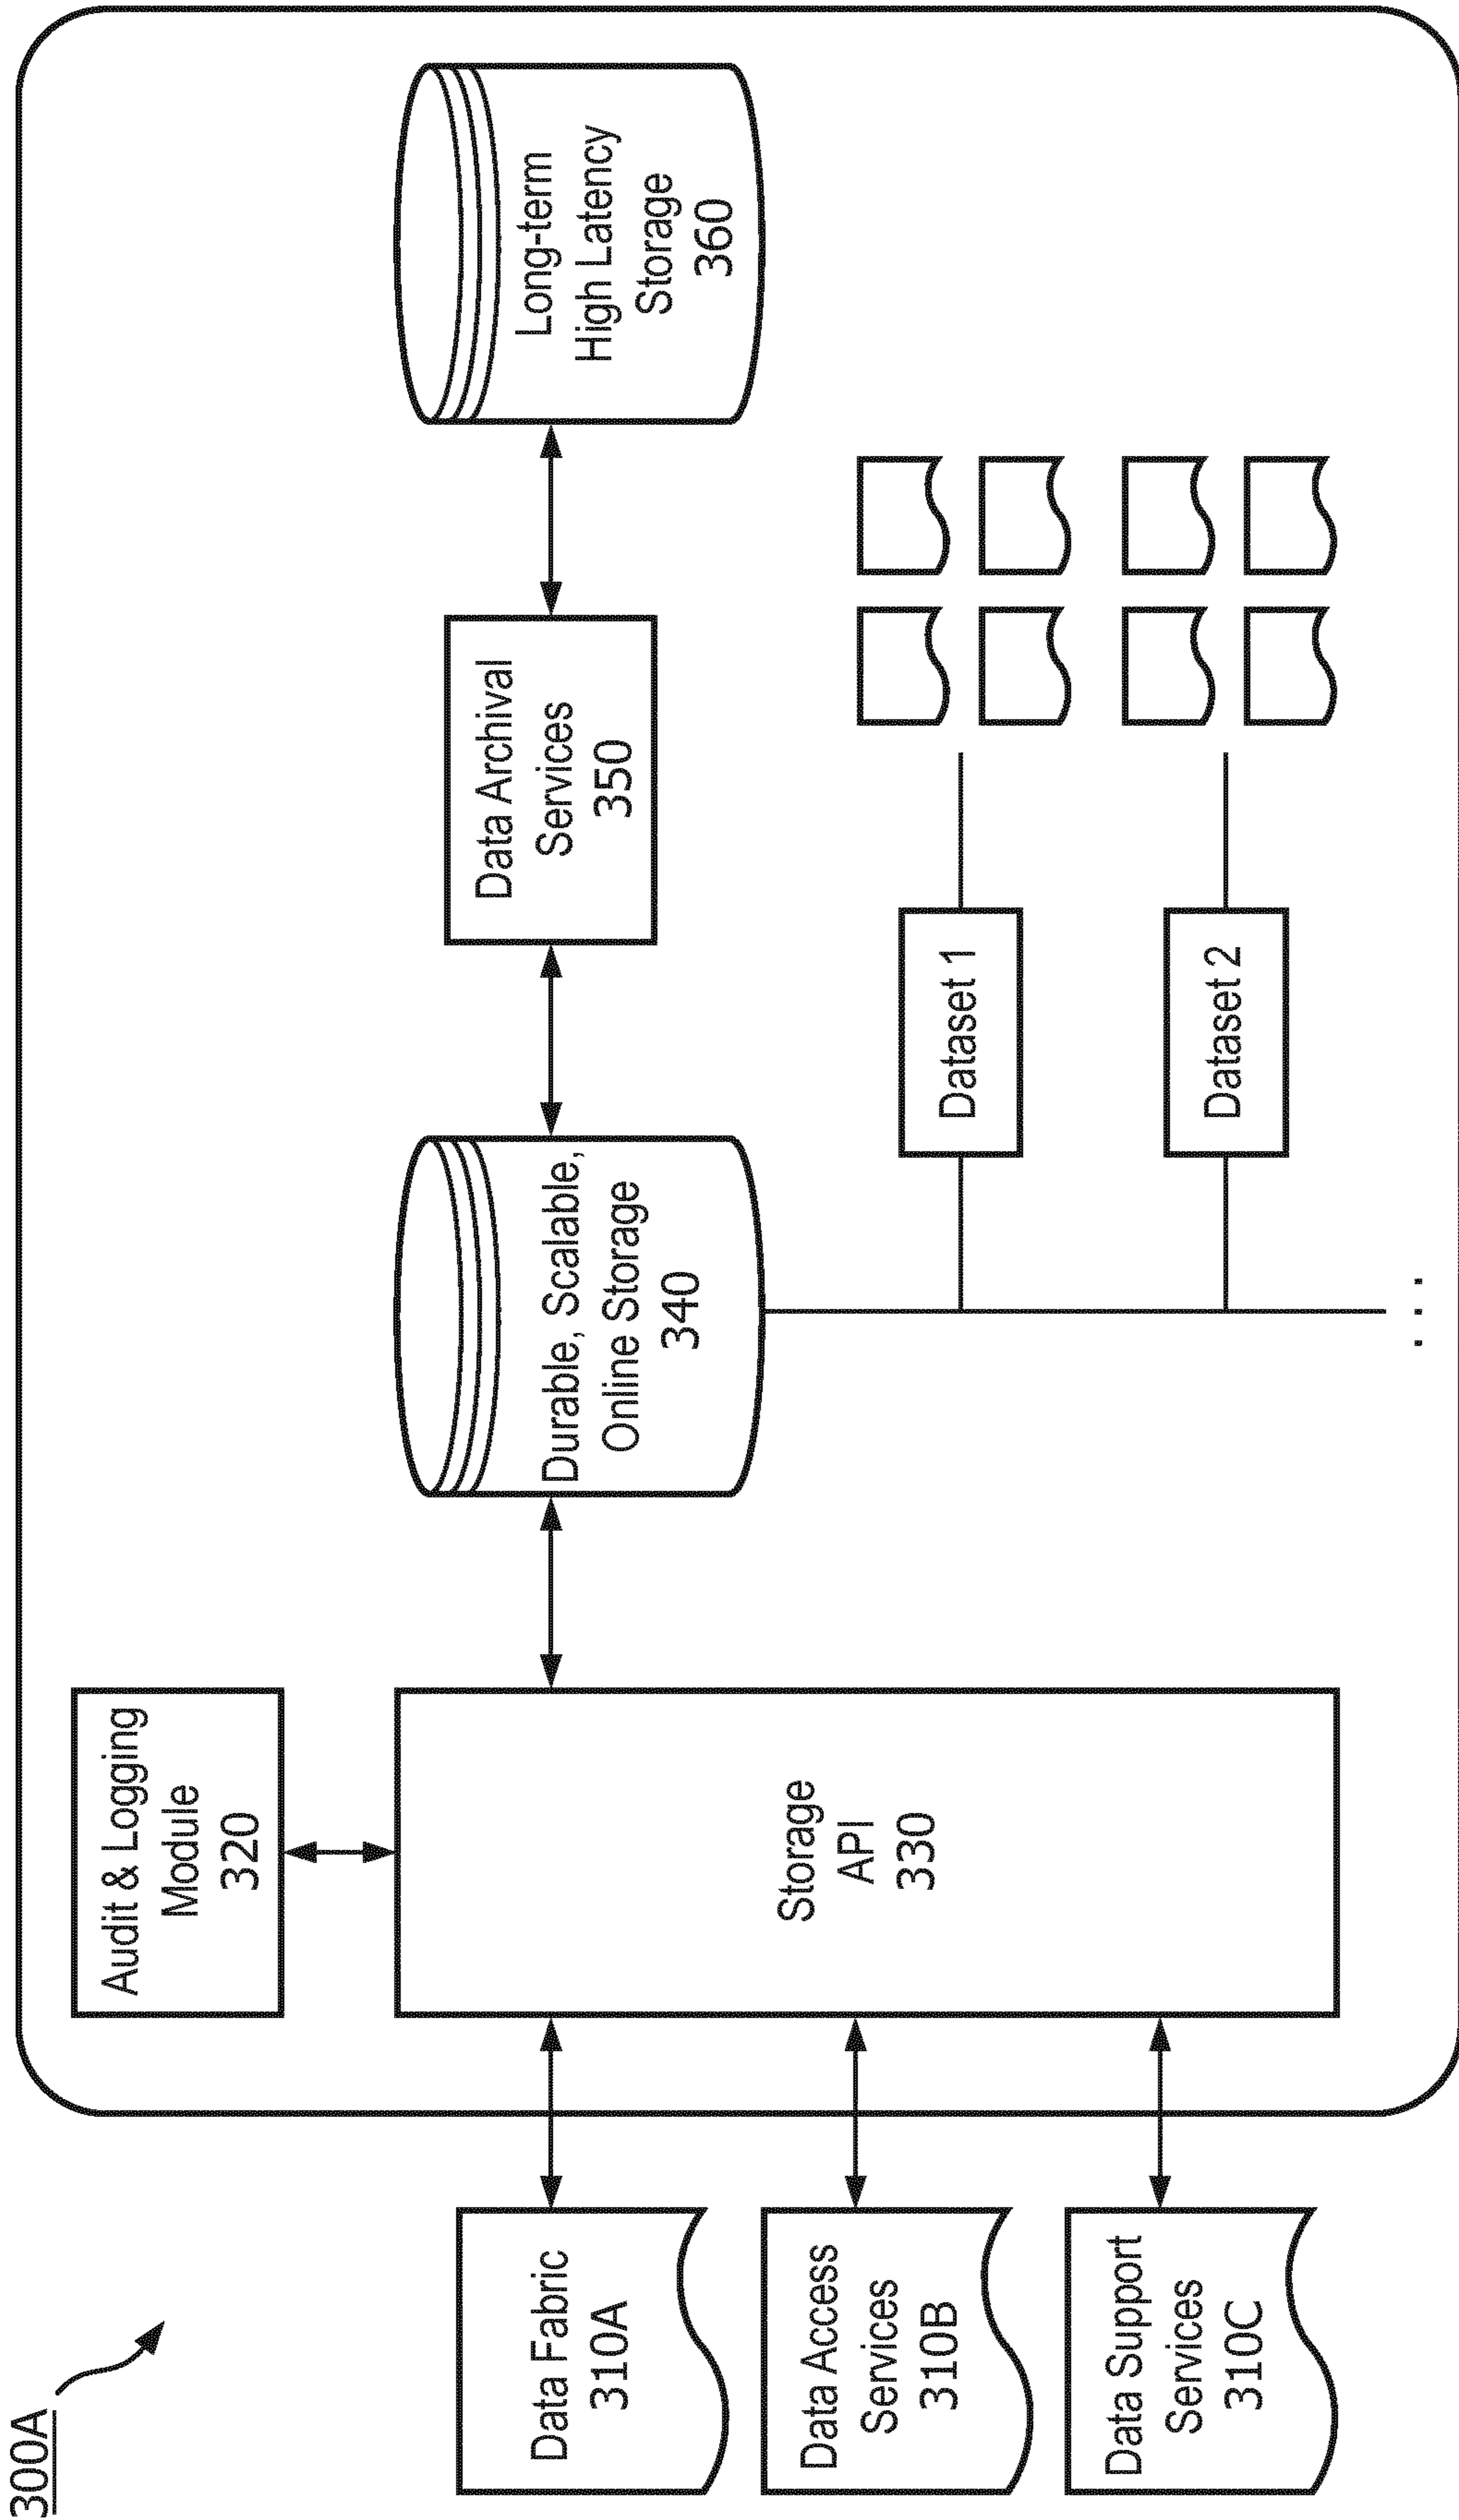 300A
Audit & Logging
Module
320
Data Fabric
310A
Data Access
Services
310B
Data Support
Services
310C
Storage
API
330
Durable, Scalable,
Online Storage
340
Data Archival
Services
350
Long-term
High Latency
Storage
360
Dataset 1
Dataset 2
. . .